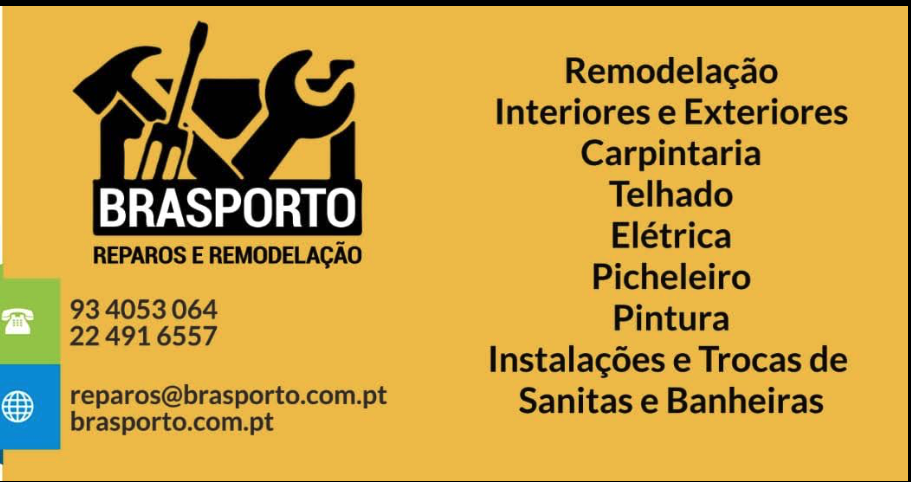 BRASPORTO
REPAROS E REMODELAÇÃO
93 4053 064
22 491 6557
reparos@brasporto.com.pt
brasporto.com.pt
Remodelação
Interiores e Exteriores
Carpintaria
Telhado
Elétrica
Picheleiro
Pintura
Instalações e Trocas de
Sanitas e Banheiras